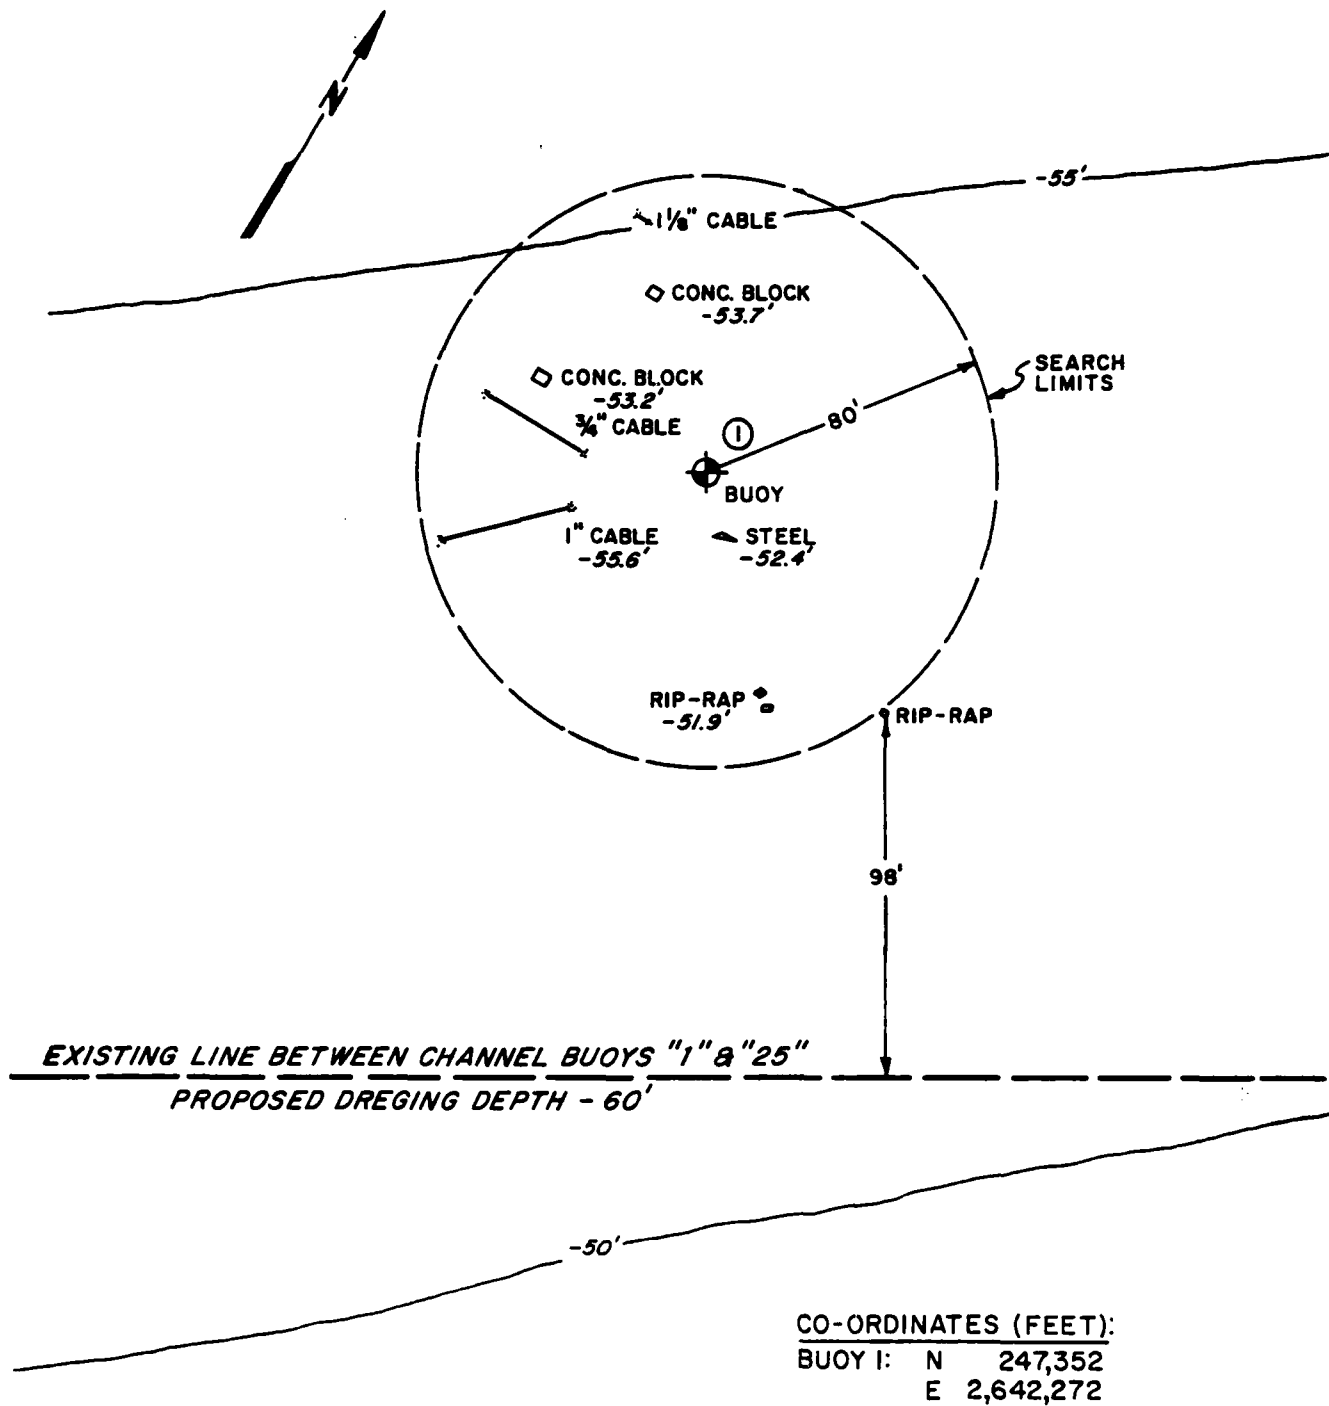 N
-55'
1 1/8" CABLE
CONC. BLOCK
-53.7'
SEARCH
LIMITS
CONC. BLOCK
-53.2'
3/4" CABLE
80'
1
BUOY
1" CABLE
-55.6'
STEEL
-52.4'
RIP-RAP
-51.9'
RIP-RAP
98'
EXISTING LINE BETWEEN CHANNEL BUOYS "1" & "25"
PROPOSED DREGING DEPTH - 60'
-50'
CO-ORDINATES (FEET):
BUOY 1: N 247,352
E 2,642,272